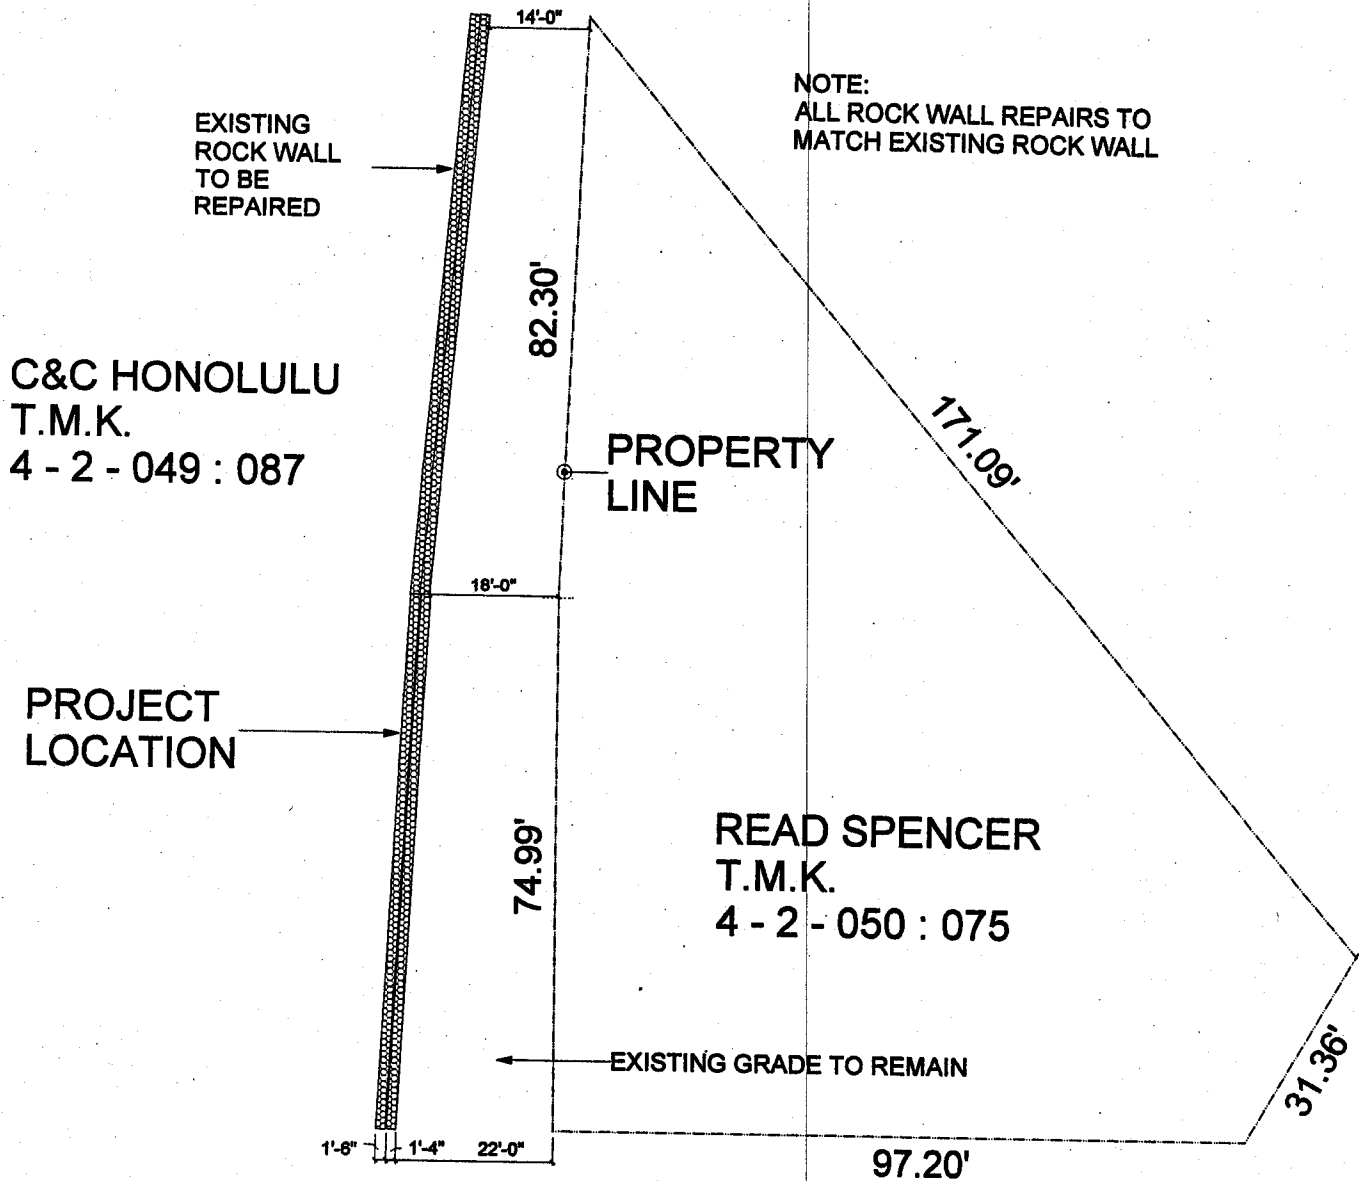 14'-0"
NOTE:
ALL ROCK WALL REPAIRS TO
MATCH EXISTING ROCK WALL
EXISTING
ROCK WALL
TO BE
REPAIRED
82.30'
C&C HONOLULU
T.M.K.
4 - 2 - 049 : 087
171.09'
PROPERTY
LINE
18'-0"
PROJECT
LOCATION
74.99'
READ SPENCER
T.M.K.
4 - 2 - 050 : 075
EXISTING GRADE TO REMAIN
31.36'
1'-6"
1'-4"
22'-0"
97.20'